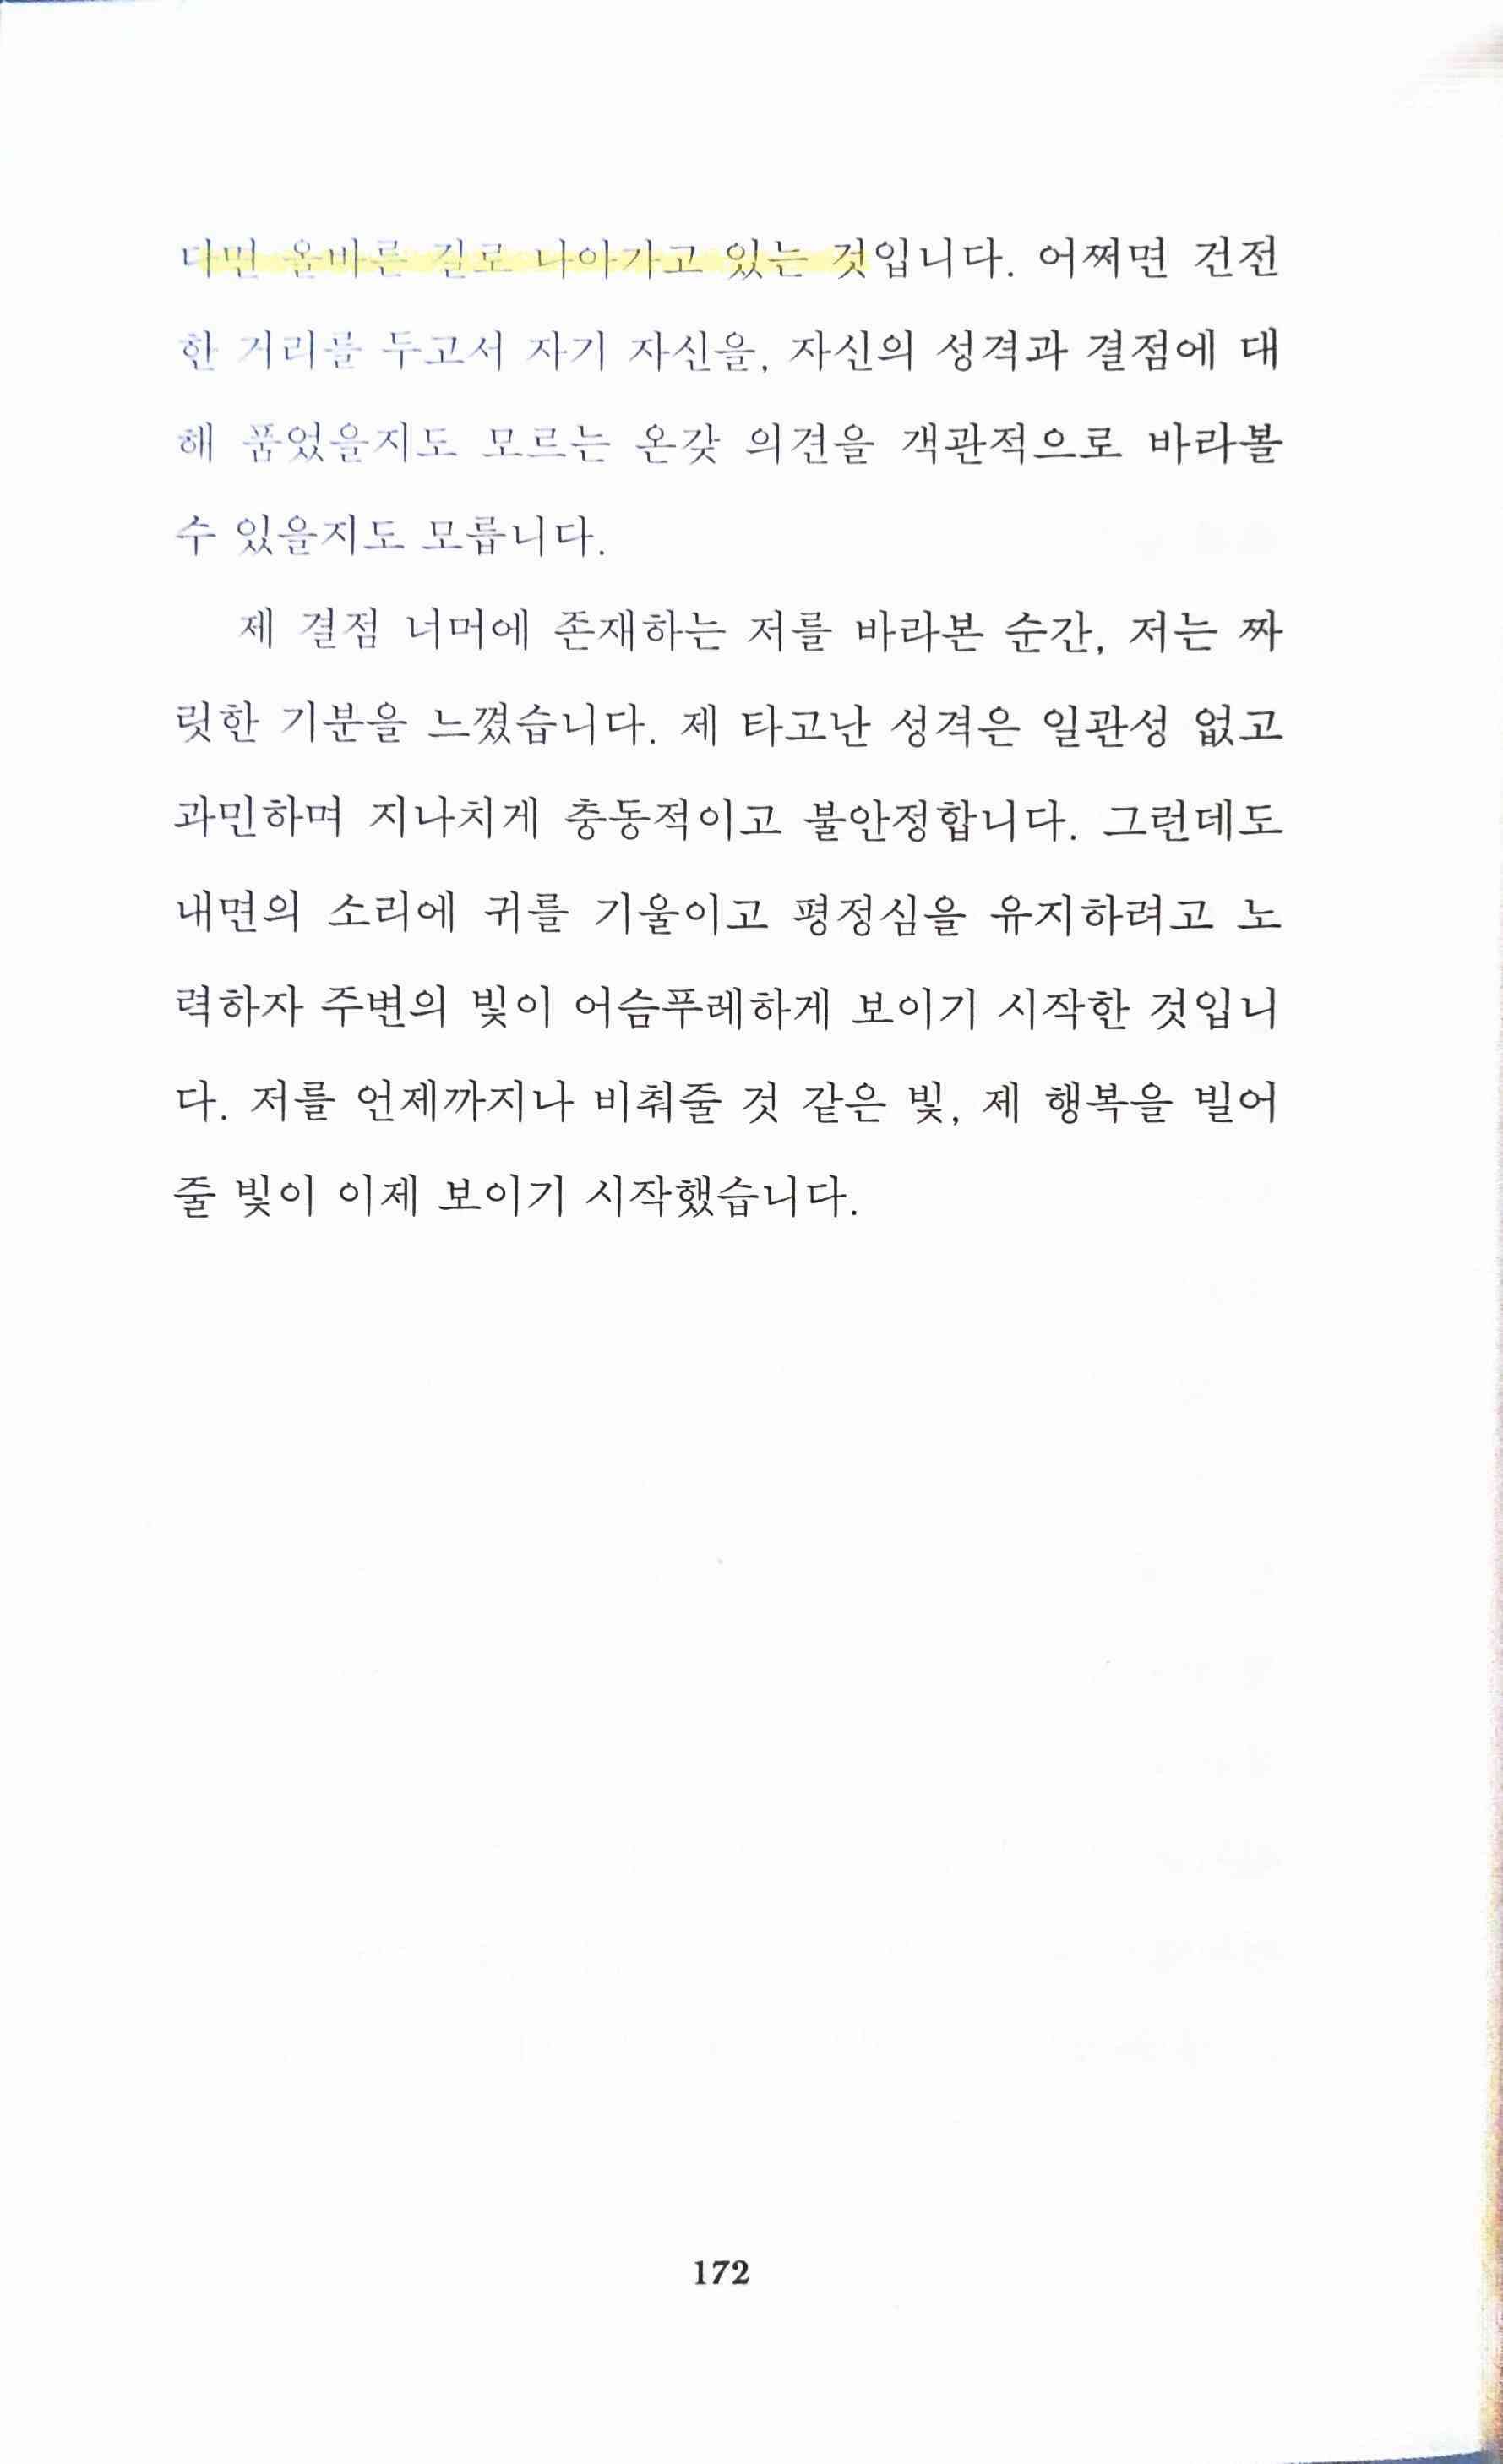 다면 올바른 길로 나아가고 있는 것입니다. 어쩌면 건전
한 거리를 두고서 자기 자신을, 자신의 성격과 결점에 대
해 품었을지도 모르는 온갖 의견을 객관적으로 바라볼
수 있을지도 모릅니다.
제 결점 너머에 존재하는 저를 바라본 순간, 저는 짜
릿한 기분을 느꼈습니다. 제 타고난 성격은 일관성 없고
과민하며 지나치게 충동적이고 불안정합니다. 그런데도
내면의 소리에 귀를 기울이고 평정심을 유지하려고 노
력하자 주변의 빛이 어슴푸레하게 보이기 시작한 것입니
다. 저를 언제까지나 비춰줄 것 같은 빛, 제 행복을 빌어
줄 빛이 이제 보이기 시작했습니다.
172